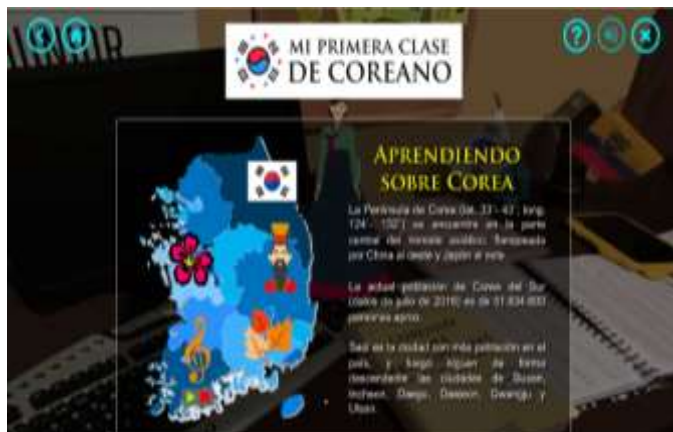 MI PRIMERA CLASE
DE COREANO
APRENDIENDO
SOBRE COREA
La Península de Corea (lat. 33°- 43°, long.
124°- 132°) se encuentra en la parte
central del noreste asiático, flanqueada
por China al oeste y Japón al este
La actual población de Corea del Sur
(datos de julio de 2016) es de
personas aprox.
Seúl es la ciudad con más población en el
país, y luego siguen de forma
descendente las ciudades de Busan,
Incheon, Daegu, Daejeon, Gwangju y
Ulsan.
?